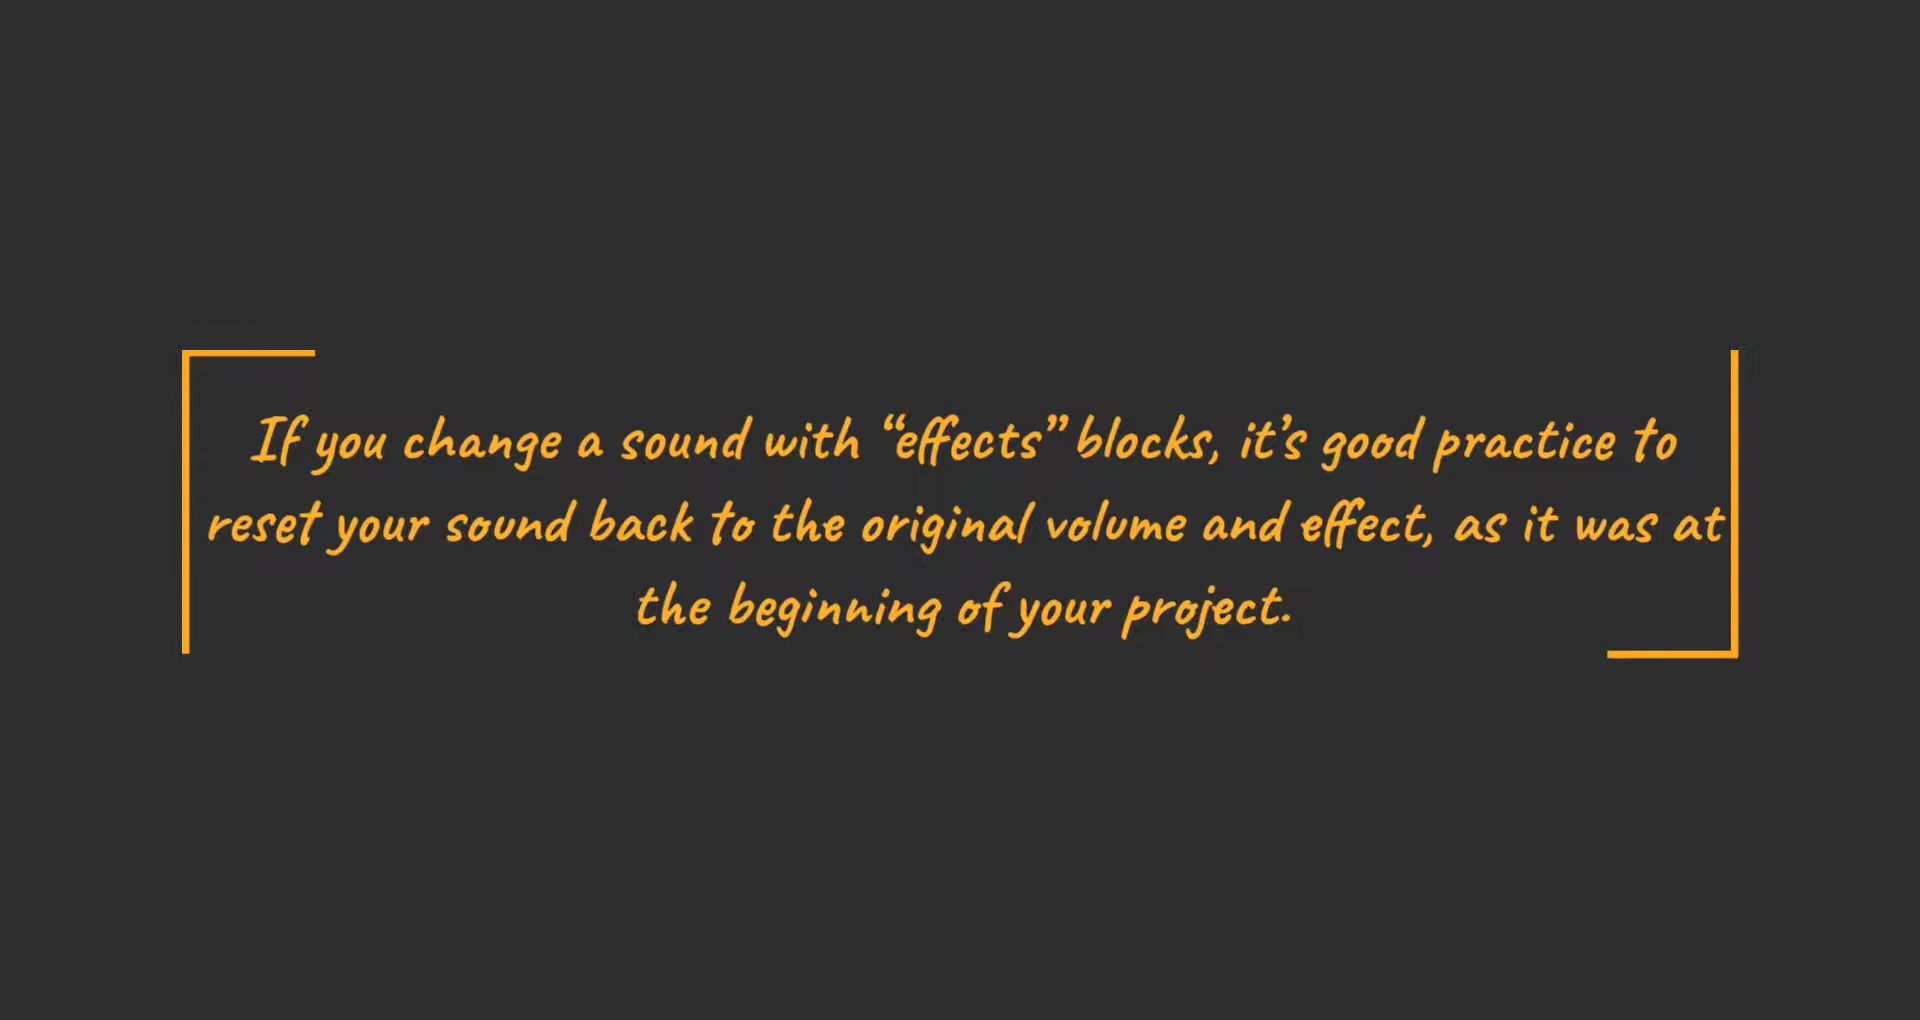 If you change a sound with “effects” blocks, it’s good practice to
reset your sound back to the original volume and effect, as it was at
the beginning of your project.